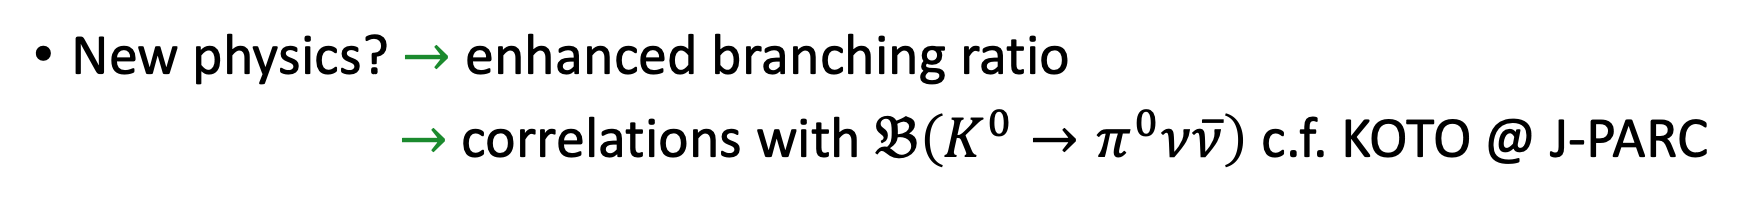 • New physics? → enhanced branching ratio
→ correlations with 𝔅(K⁰ → π⁰νν̄) c.f. KOTO @ J-PARC